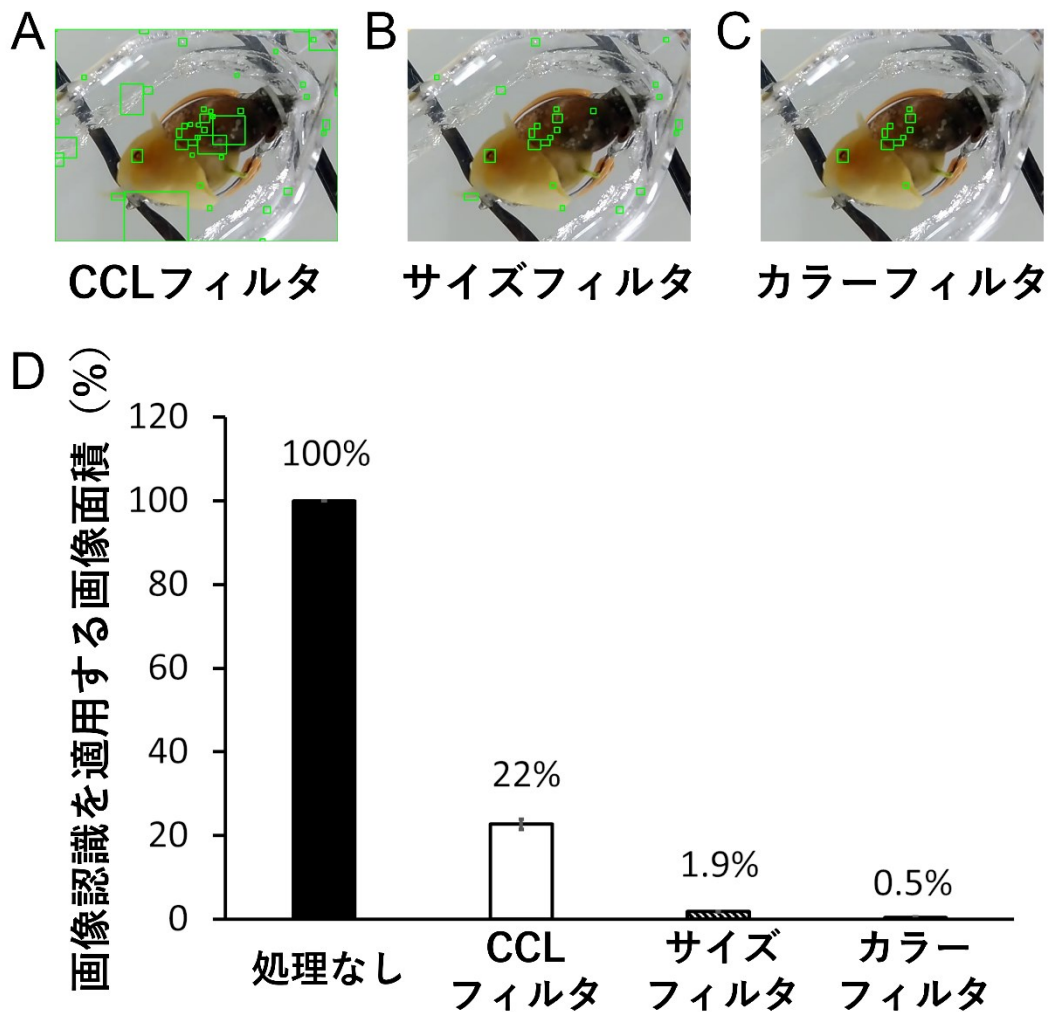 A
B
C
CCLフィルタ
サイズフィルタ
カラーフィルタ
D
画像認識を適用する画像面積（%）
120
100
80
60
40
20
0
100%
22%
1.9%
0.5%
処理なし
CCL
フィルタ
サイズ
フィルタ
カラー
フィルタ